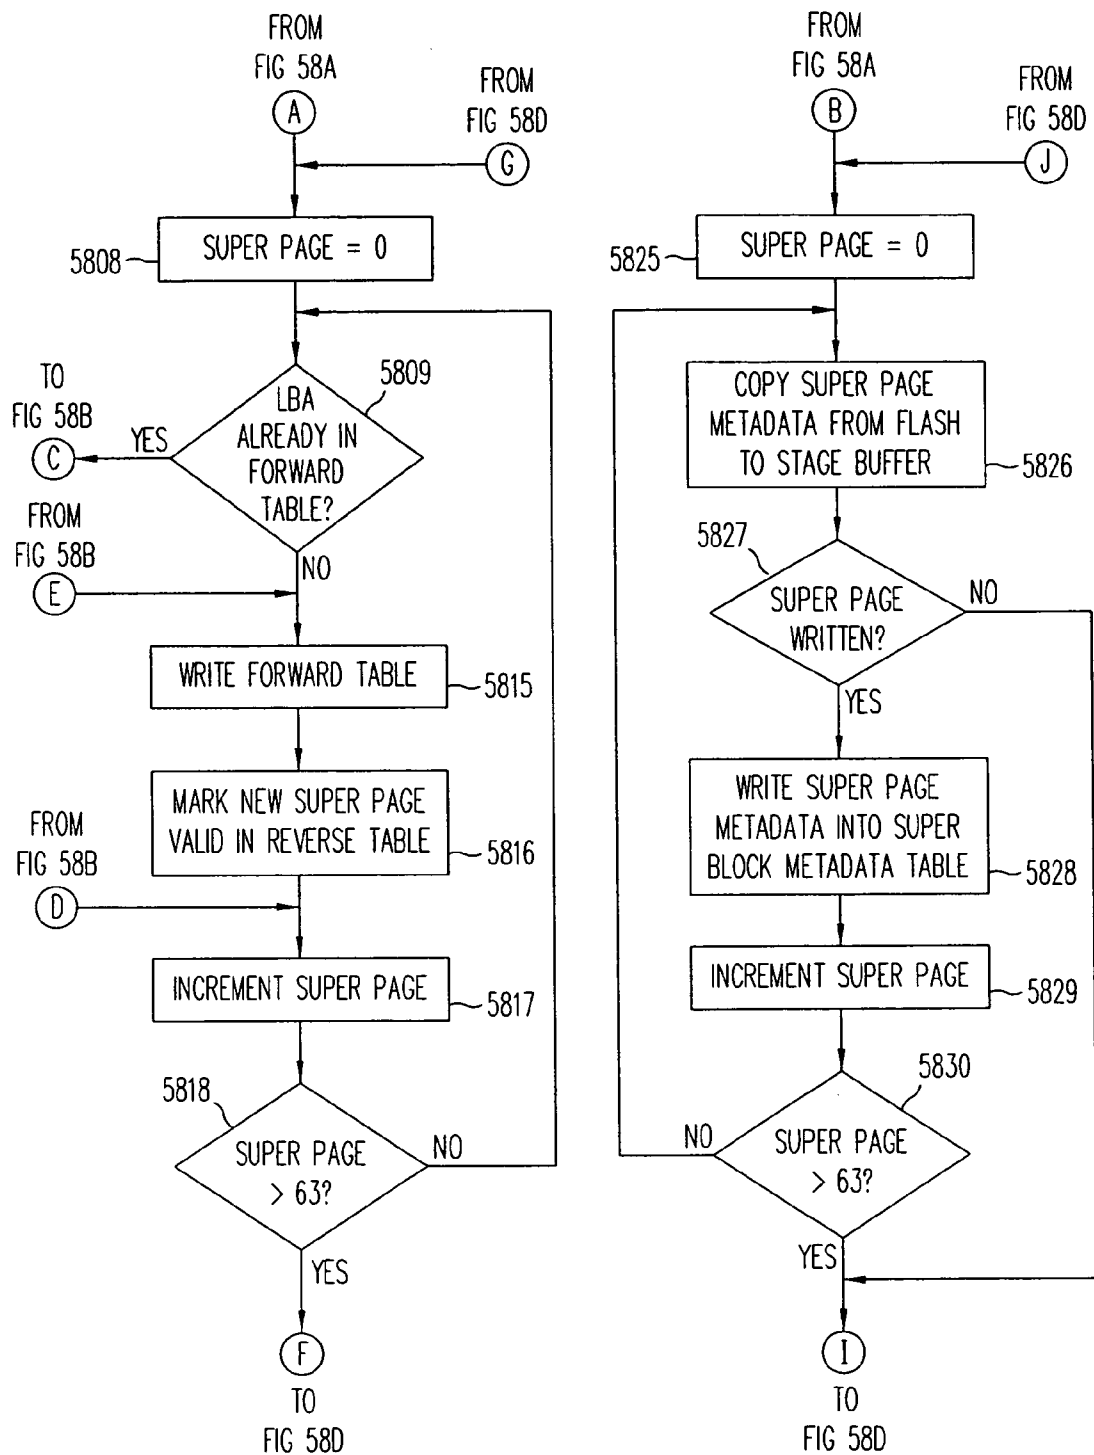 FROM
FIG 58A
A
FROM
FIG 58D
G
SUPER PAGE = 0
5808
LBA
ALREADY IN
FORWARD
TABLE?
5809
YES
TO
FIG 58B
C
NO
FROM
FIG 58B
E
WRITE FORWARD TABLE
5815
MARK NEW SUPER PAGE
VALID IN REVERSE TABLE
5816
FROM
FIG 58B
D
INCREMENT SUPER PAGE
5817
5818
SUPER PAGE
> 63?
NO
YES
F
TO
FIG 58D
FROM
FIG 58A
B
FROM
FIG 58D
J
SUPER PAGE = 0
5825
COPY SUPER PAGE
METADATA FROM FLASH
TO STAGE BUFFER
5826
5827
SUPER PAGE
WRITTEN?
NO
YES
WRITE SUPER PAGE
METADATA INTO SUPER
BLOCK METADATA TABLE
5828
INCREMENT SUPER PAGE
5829
5830
SUPER PAGE
> 63?
NO
YES
I
TO
FIG 58D